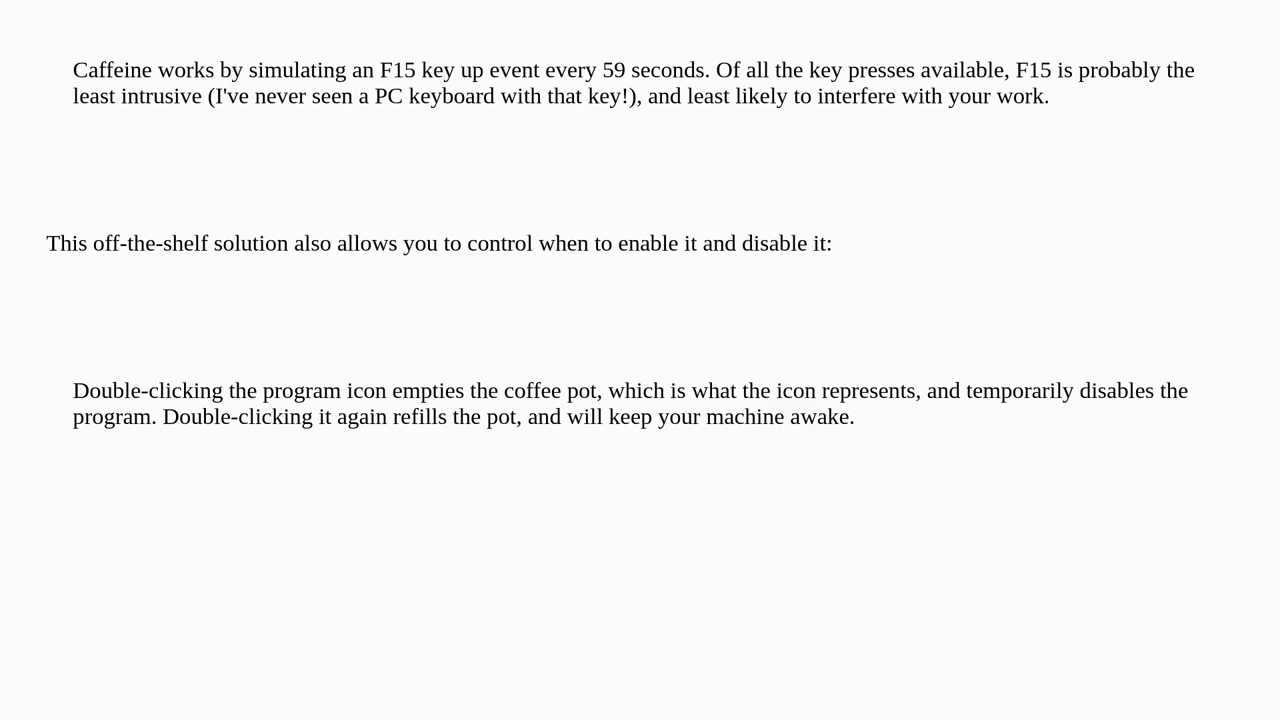 Caffeine works by simulating an F15 key up event every 59 seconds. Of all the key presses available, F15 is probably the
least intrusive (I've never seen a PC keyboard with that key!), and least likely to interfere with your work.
This off-the-shelf solution also allows you to control when to enable it and disable it:
Double-clicking the program icon empties the coffee pot, which is what the icon represents, and temporarily disables the
program. Double-clicking it again refills the pot, and will keep your machine awake.